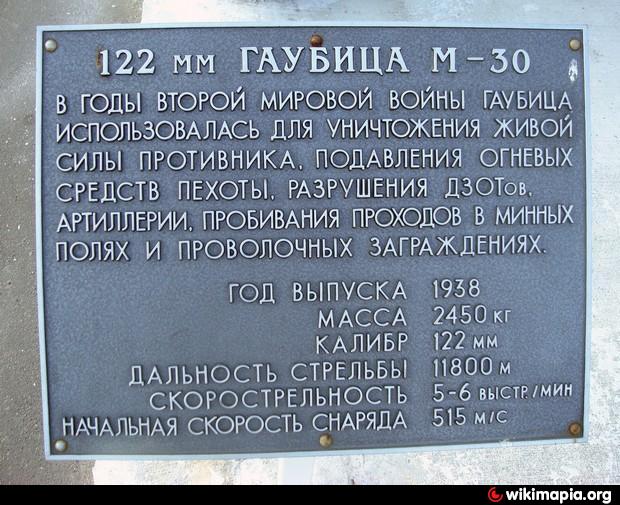 122 мм ГАУБИЦА М-30
В ГОДЫ ВТОРОЙ МИРОВОЙ ВОЙНЫ ГАУБИЦА
ИСПОЛЬЗОВАЛАСЬ ДЛЯ УНИЧТОЖЕНИЯ ЖИВОЙ
СИЛЫ ПРОТИВНИКА, ПОДАВЛЕНИЯ ОГНЕВЫХ
СРЕДСТВ ПЕХОТЫ, РАЗРУШЕНИЯ ДЗОТов,
АРТИЛЛЕРИИ, ПРОБИВАНИЯ ПРОХОДОВ В МИННЫХ
ПОЛЯХ И ПРОВОЛОЧНЫХ ЗАГРАЖДЕНИЯХ.
ГОД ВЫПУСКА 1938
МАССА 2450 кг
КАЛИБР 122 мм
ДАЛЬНОСТЬ СТРЕЛЬБЫ 11800 м
СКОРОСТРЕЛЬНОСТЬ 5-6 выстр./мин
НАЧАЛЬНАЯ СКОРОСТЬ СНАРЯДА 515 м/с
wikimapia.org